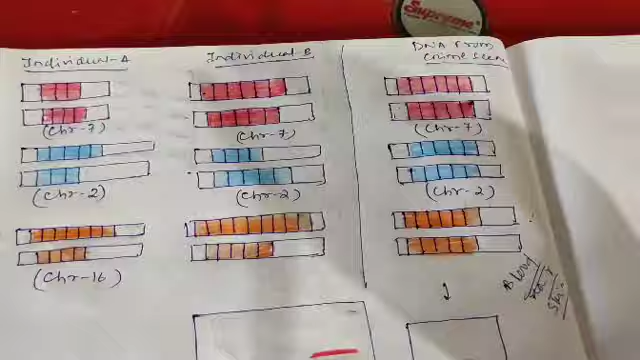 Supreme
Individual-A
Individual-B
DNA from
crime scene
(Chr-7)
(Chr-7)
(Chr-7)
(Chr-2)
(Chr-2)
(Chr-2)
(Chr-16)
Blood